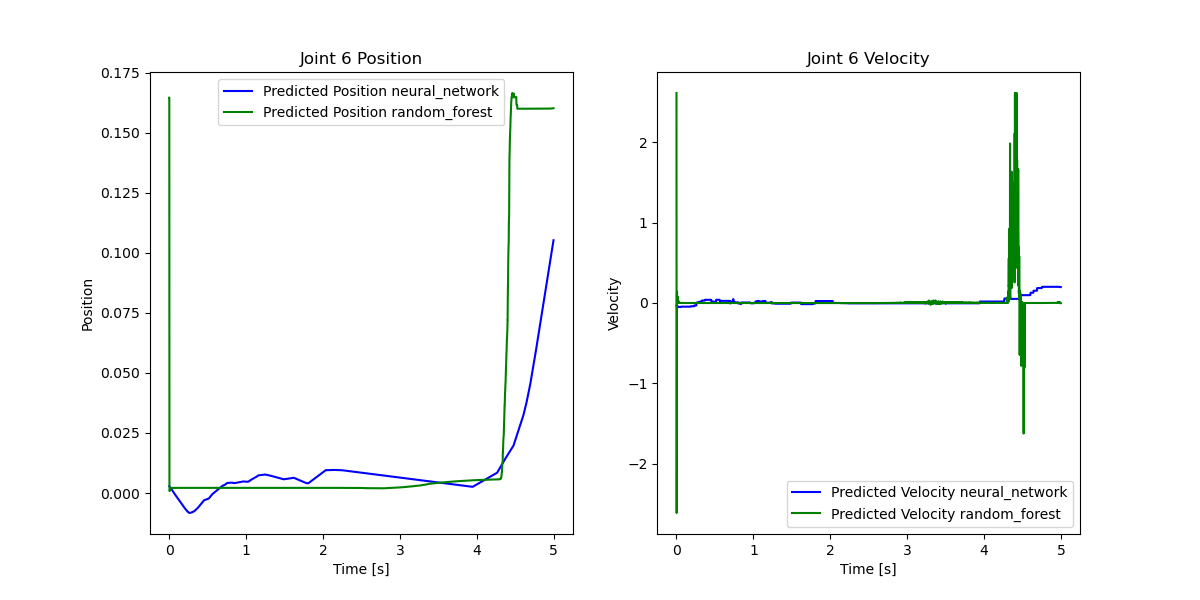 Joint 6 Position
Position
0.175
0.150
0.125
0.100
0.075
0.050
0.025
0.000
Predicted Position neural_network
Predicted Position random_forest
0 1 2 3 4 5
Time [s]
Joint 6 Velocity
Velocity
2
1
0
−1
−2
Predicted Velocity neural_network
Predicted Velocity random_forest
0 1 2 3 4 5
Time [s]